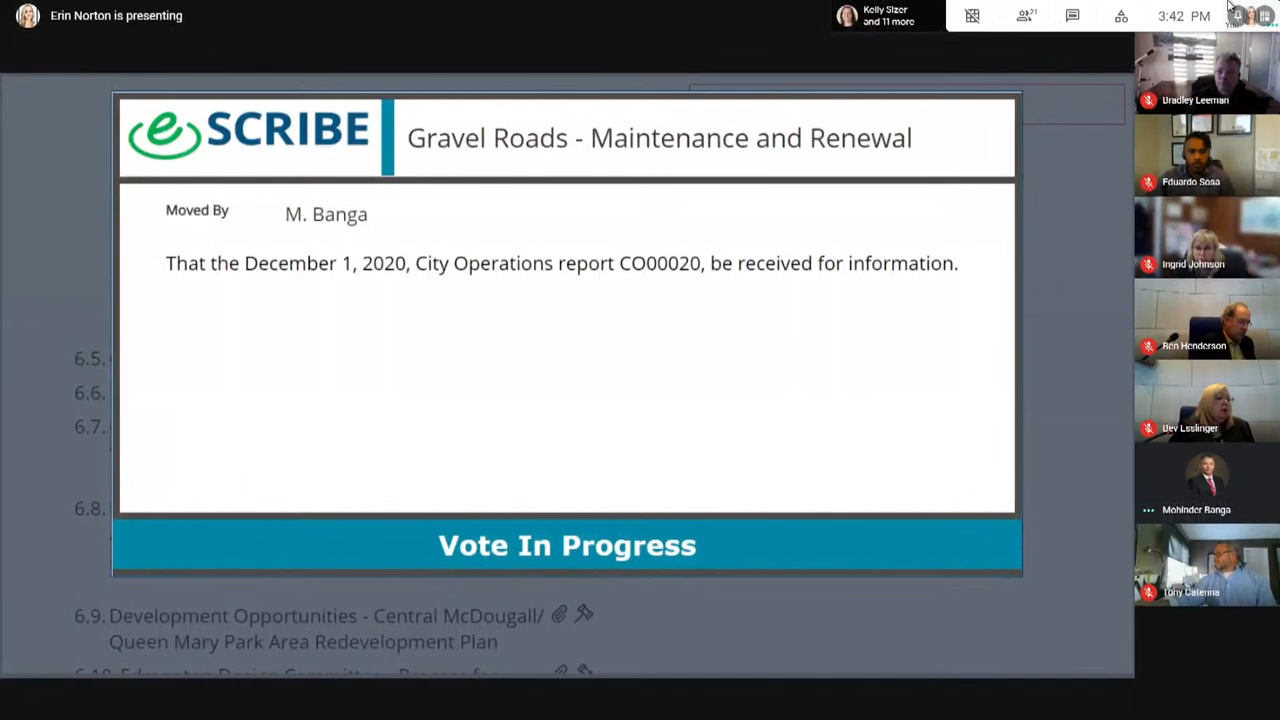 Erin Norton is presenting
Kelly Sizer
and 11 more
21
3:42 PM
You
eSCRIBE
Gravel Roads - Maintenance and Renewal
Moved By M. Banga
That the December 1, 2020, City Operations report CO00020, be received for information.
Vote In Progress
6.5.
6.6.
6.7.
6.8.
6.9. Development Opportunities - Central McDougall/
Queen Mary Park Area Redevelopment Plan
Bradley Leeman
Eduardo Sosa
Ingrid Johnson
Ben Henderson
Bev Esslinger
Mohinder Banga
Tony Caterina